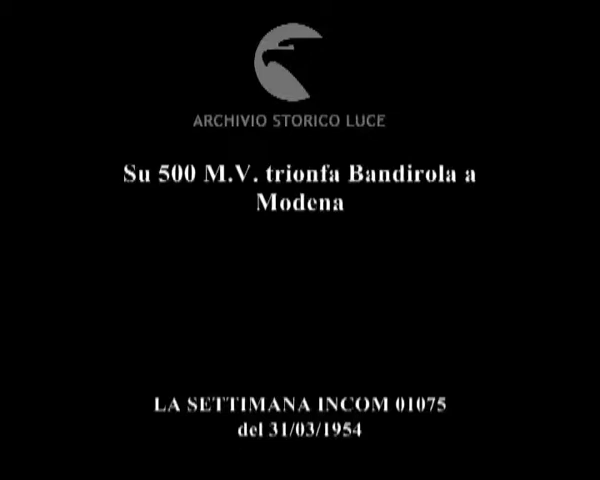 ARCHIVIO STORICO LUCE
Su 500 M.V. trionfa Bandirola a
Modena
LA SETTIMANA INCOM 01075
del 31/03/1954